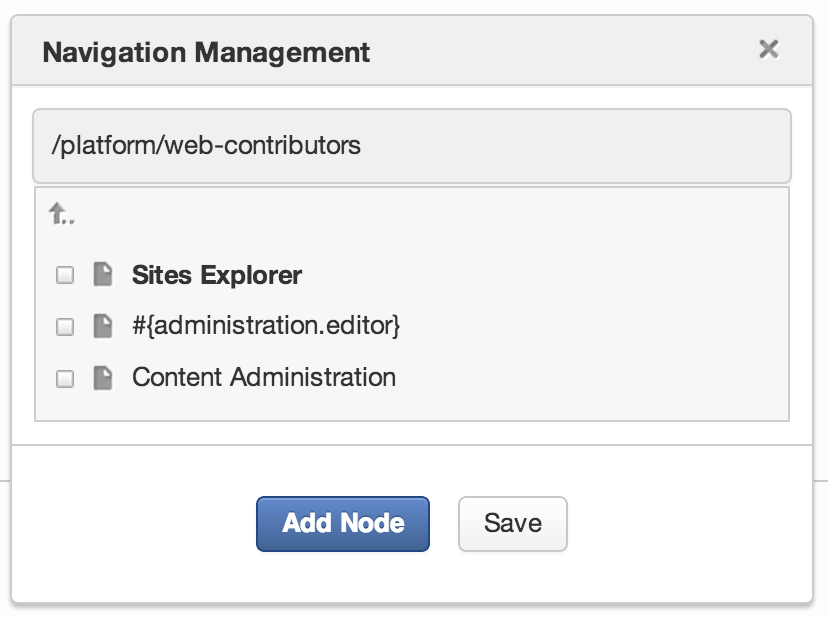 Navigation Management
/platform/web-contributors
..
Sites Explorer
#{administration.editor}
Content Administration
Add Node
Save